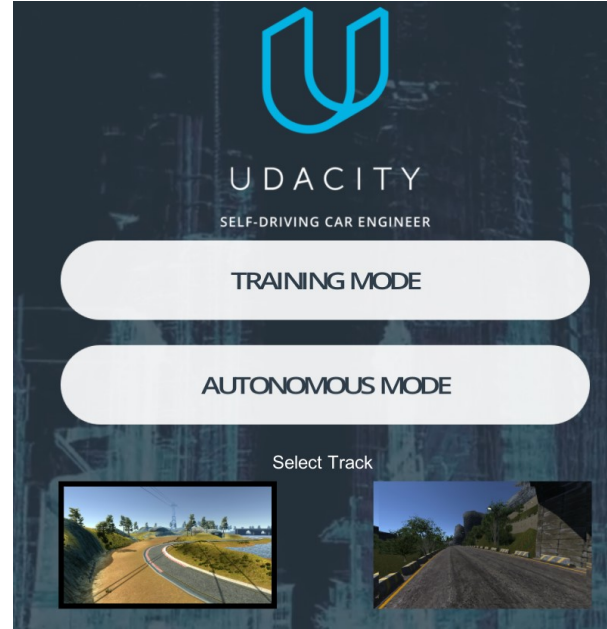 UDACITY
SELF-DRIVING CAR ENGINEER
TRAINING MODE
AUTONOMOUS MODE
Select Track